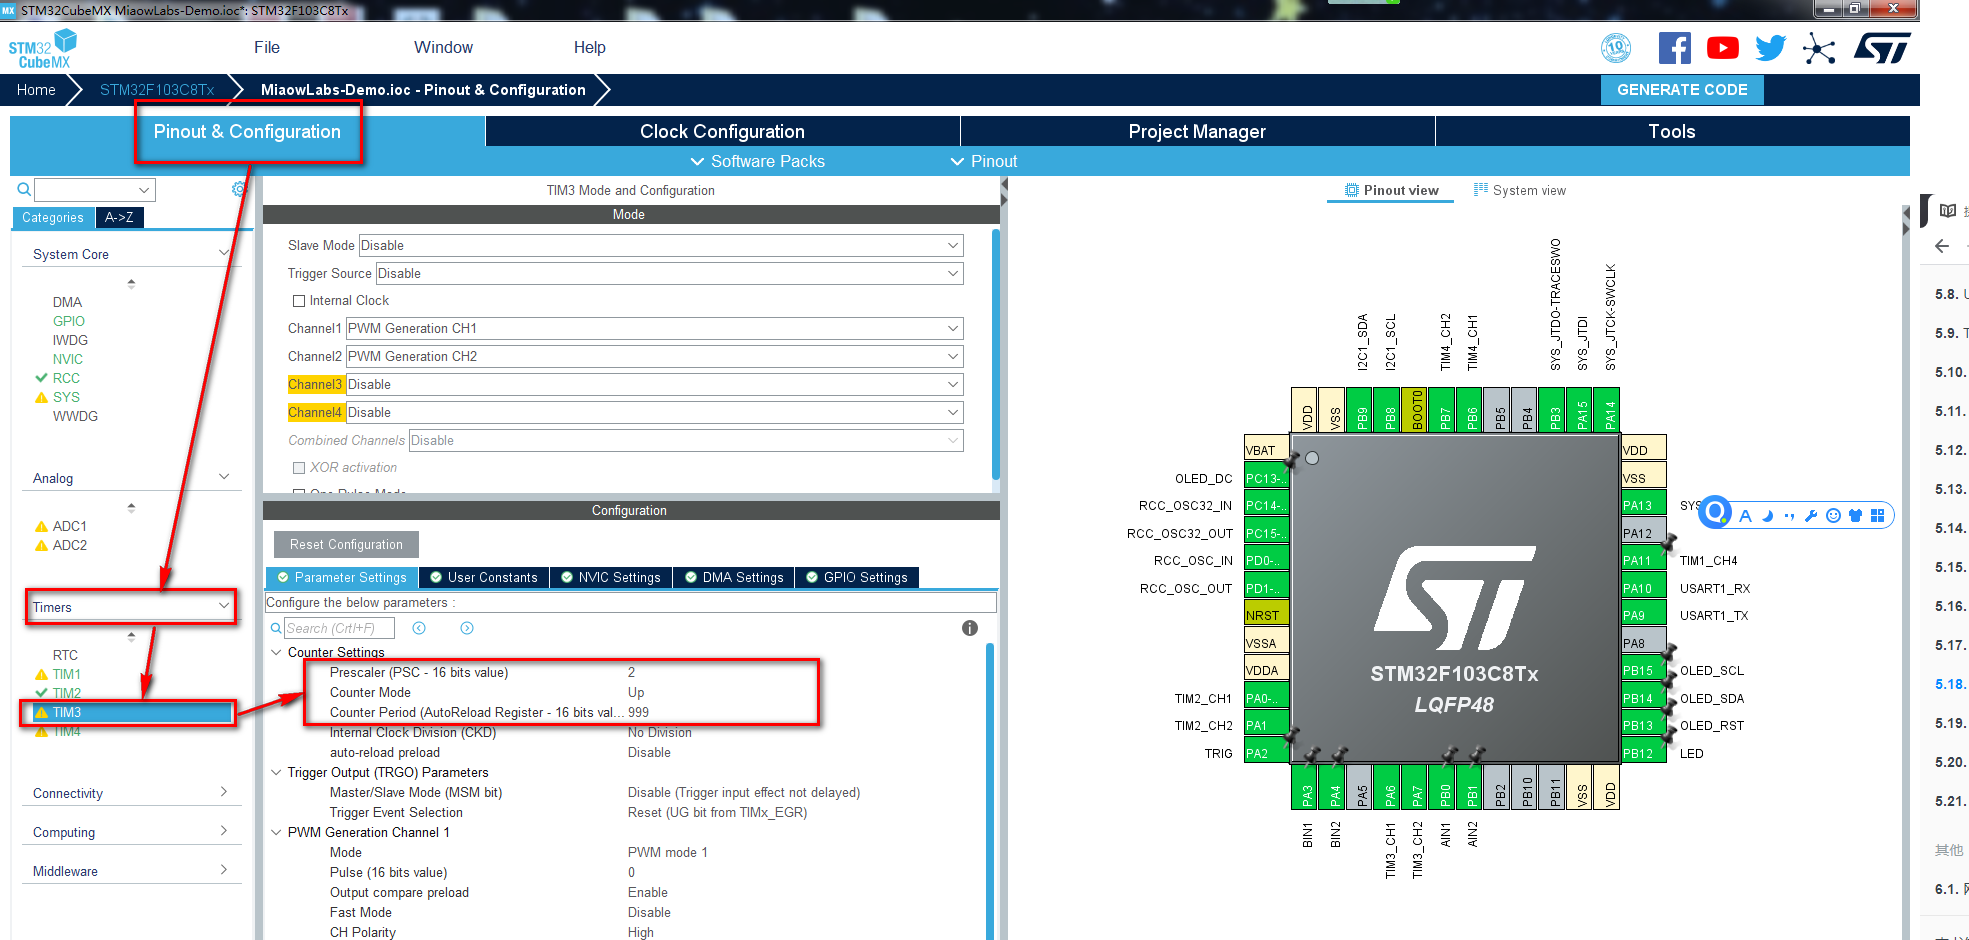 STM32CubeMX MiaowLabs-Demo.ioc*: STM32F103C8Tx
STM32
CubeMX
File
Window
Help
10
Home
STM32F103C8Tx
MiaowLabs-Demo.ioc - Pinout & Configuration
GENERATE CODE
Pinout & Configuration
Clock Configuration
Project Manager
Tools
Software Packs
Pinout
Categories
A->Z
System Core
DMA
GPIO
IWDG
NVIC
RCC
SYS
WWDG
Analog
ADC1
ADC2
Timers
RTC
TIM1
TIM2
TIM3
TIM4
Connectivity
Computing
Middleware
TIM3 Mode and Configuration
Mode
Slave Mode Disable
Trigger Source Disable
Internal Clock
Channel1 PWM Generation CH1
Channel2 PWM Generation CH2
Channel3 Disable
Channel4 Disable
Combined Channels Disable
XOR activation
One Pulse Mode
Configuration
Reset Configuration
Parameter Settings
User Constants
NVIC Settings
DMA Settings
GPIO Settings
Configure the below parameters :
Search (Crtl+F)
Counter Settings
Prescaler (PSC - 16 bits value) 2
Counter Mode Up
Counter Period (AutoReload Register - 16 bits val... 999
Internal Clock Division (CKD) No Division
auto-reload preload Disable
Trigger Output (TRGO) Parameters
Master/Slave Mode (MSM bit) Disable (Trigger input effect not delayed)
Trigger Event Selection Reset (UG bit from TIMx_EGR)
PWM Generation Channel 1
Mode PWM mode 1
Pulse (16 bits value) 0
Output compare preload Enable
Fast Mode Disable
CH Polarity High
Pinout view
System view
I2C1_SDA
I2C1_SCL
TIM4_CH2
TIM4_CH1
SYS_JTDO-TRACESWO
SYS_JTDI
SYS_JTCK-SWCLK
VDD
VSS
PB9
PB8
BOOT0
PB7
PB6
PB5
PB4
PB3
PA15
PA14
VBAT
OLED_DC PC13-..
RCC_OSC32_IN PC14-..
RCC_OSC32_OUT PC15-..
RCC_OSC_IN PD0-..
RCC_OSC_OUT PD1-..
NRST
VSSA
VDDA
TIM2_CH1 PA0-..
TIM2_CH2 PA1
TRIG PA2
STM32F103C8Tx
LQFP48
VDD
VSS
PA13 SYS
PA12
PA11 TIM1_CH4
PA10 USART1_RX
PA9 USART1_TX
PA8
PB15 OLED_SCL
PB14 OLED_SDA
PB13 OLED_RST
PB12 LED
PA3
PA4
PA5
PA6
PA7
PB0
PB1
PB2
PB10
PB11
VSS
VDD
BIN1
BIN2
TIM3_CH1
TIM3_CH2
AIN1
AIN2
5.8. U
5.9. T
5.10.
5.11.
5.12.
5.13.
5.14.
5.15.
5.16.
5.17.
5.18.
5.19.
5.20.
5.21.
其他
6.1.